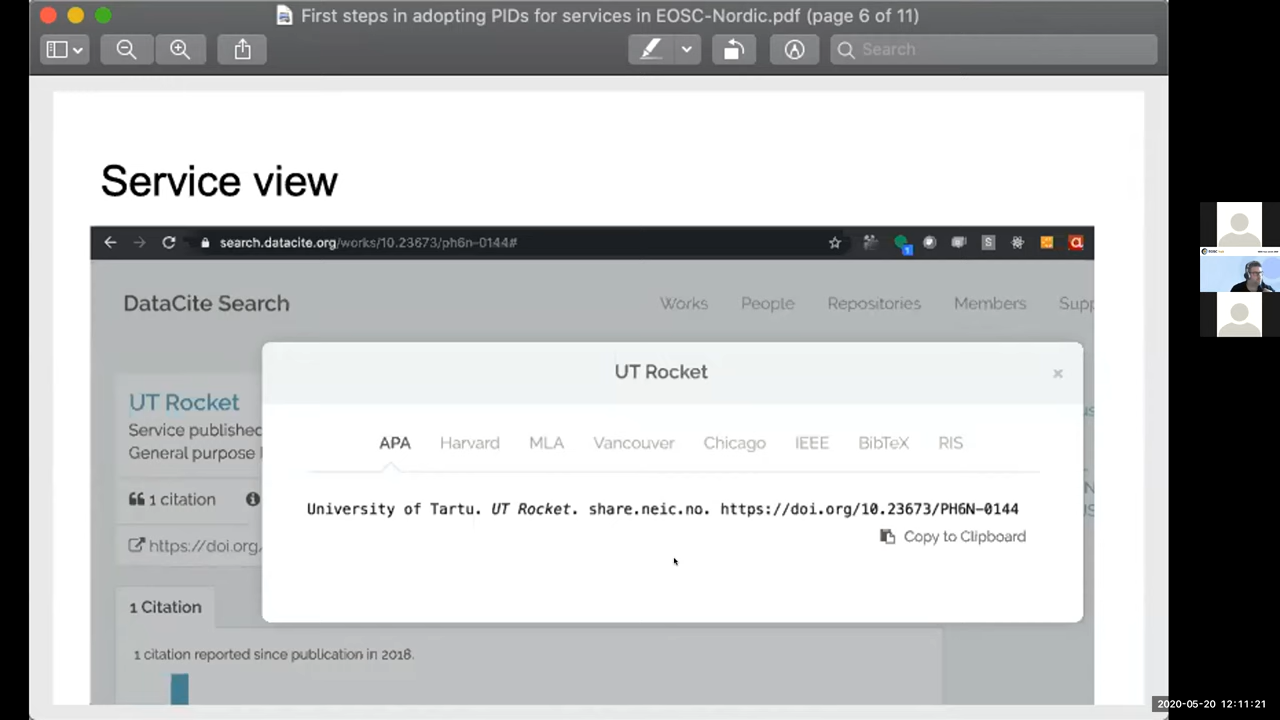 First steps in adopting PIDs for services in EOSC-Nordic.pdf (page 6 of 11)
Search
Service view
search.datacite.org/works/10.23673/ph6n-0144#
DataCite Search
Works People Repositories Members Supp
UT Rocket
UT Rocket
Service published
General purpose
APA Harvard MLA Vancouver Chicago IEEE BibTeX RIS
1 citation
University of Tartu. UT Rocket. share.neic.no. https://doi.org/10.23673/PH6N-0144
Copy to Clipboard
https://doi.org/
1 Citation
1 citation reported since publication in 2018.
2020-05-20 12:11:21